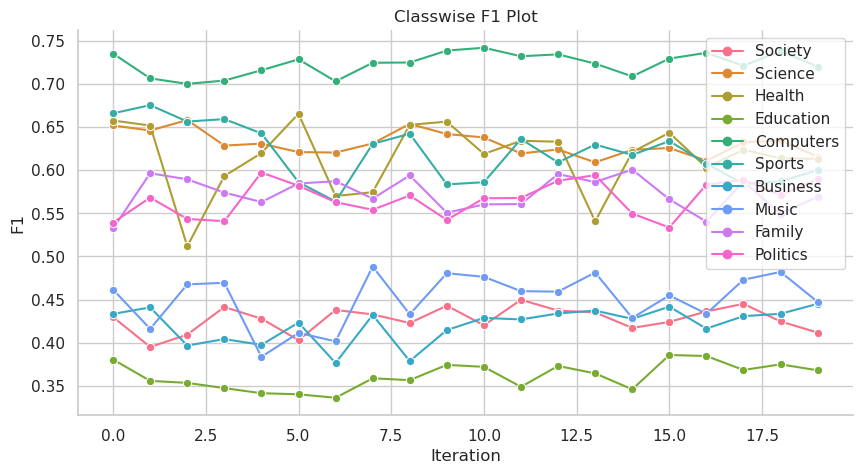 Classwise F1 Plot
F1
0.75
0.70
0.65
0.60
0.55
0.50
0.45
0.40
0.35
0.0 2.5 5.0 7.5 10.0 12.5 15.0 17.5
Iteration
Society
Science
Health
Education
Computers
Sports
Business
Music
Family
Politics